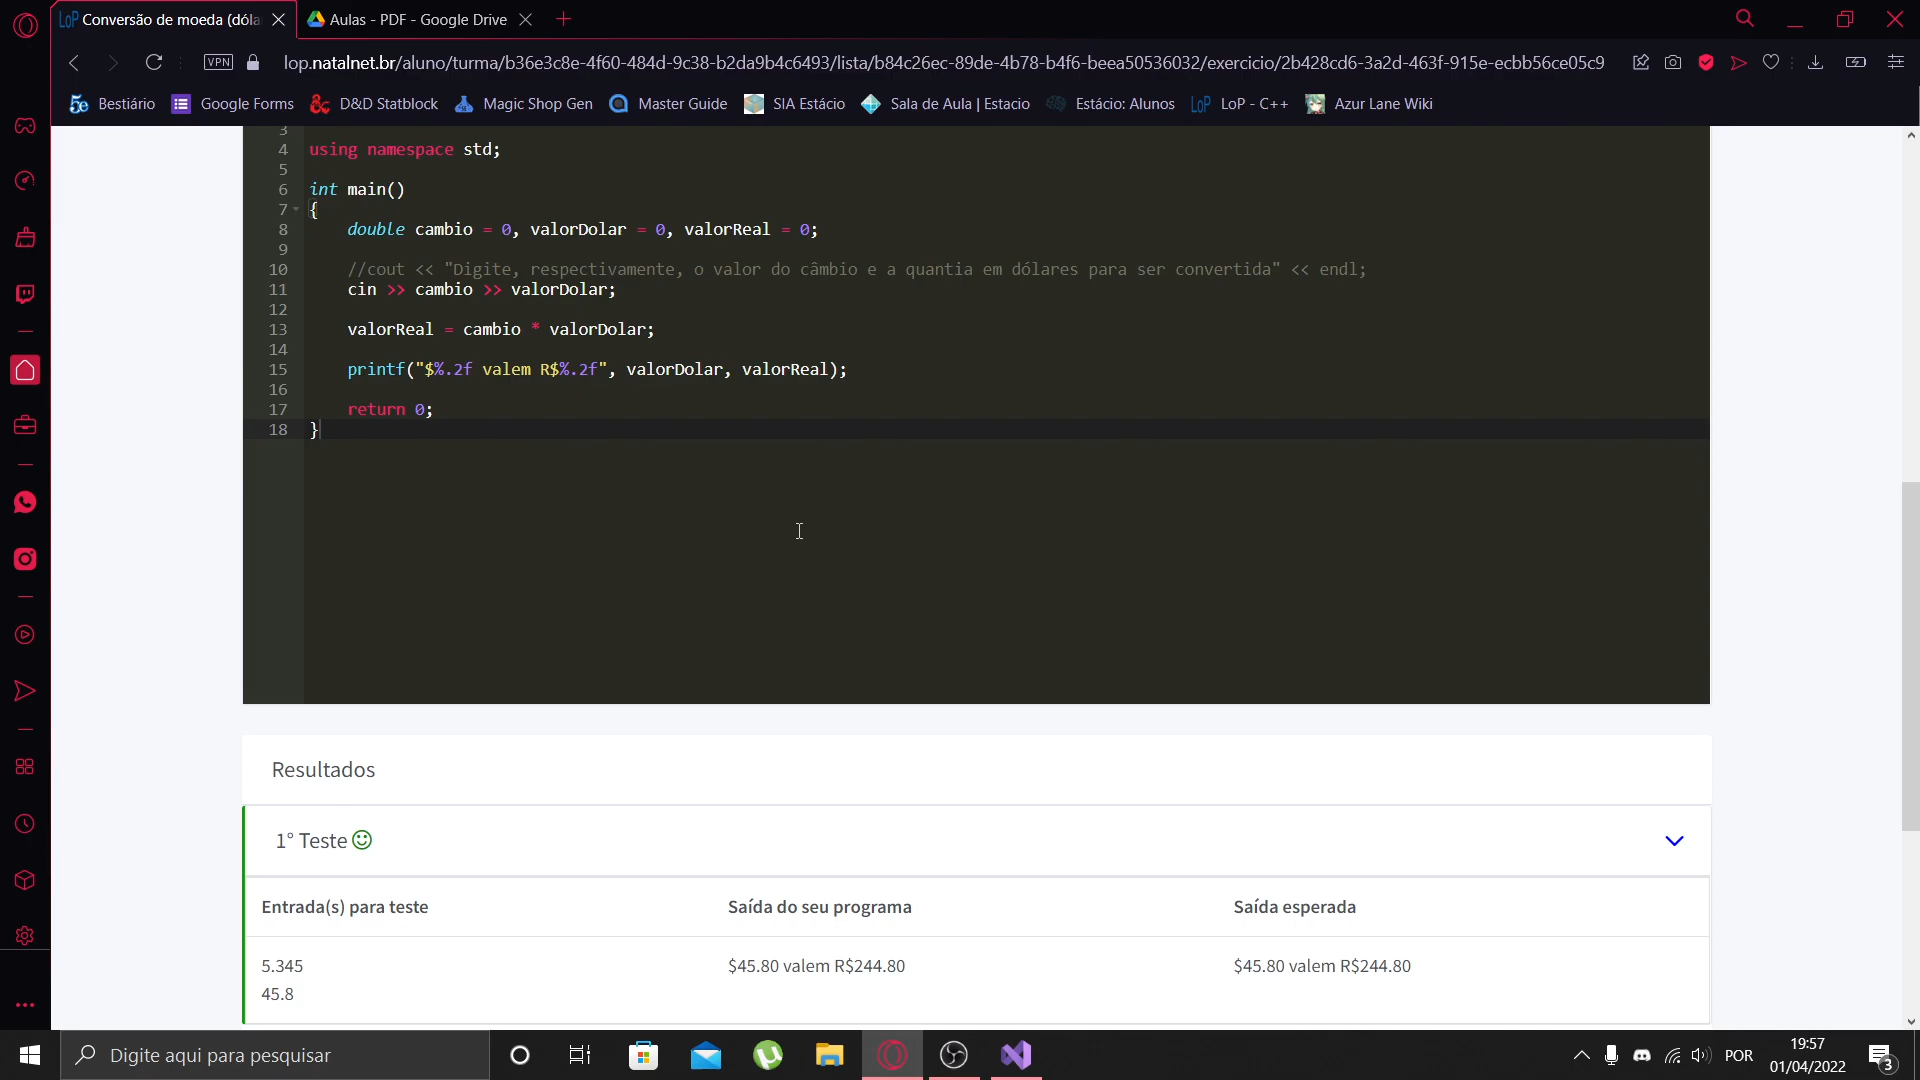 LoP Conversão de moeda (dóla
Aulas - PDF - Google Drive
VPN
lop.natalnet.br/aluno/turma/b36e3c8e-4f60-484d-9c38-b2da9b4c6493/lista/b84c26ec-89de-4b78-b4f6-beea50536032/exercicio/2b428cd6-3a2d-463f-915e-ecbb56ce05c9
5e Bestiário
Google Forms
D&D Statblock
Magic Shop Gen
Master Guide
SIA Estácio
Sala de Aula | Estacio
Estácio: Alunos
LoP LoP - C++
Azur Lane Wiki
3
4 using namespace std;
5
6 int main()
7 {
8 double cambio = 0, valorDolar = 0, valorReal = 0;
9
10 //cout << "Digite, respectivamente, o valor do câmbio e a quantia em dólares para ser convertida" << endl;
11 cin >> cambio >> valorDolar;
12
13 valorReal = cambio * valorDolar;
14
15 printf("$%.2f valem R$%.2f", valorDolar, valorReal);
16
17 return 0;
18 }
Resultados
1° Teste
Entrada(s) para teste Saída do seu programa Saída esperada
5.345 $45.80 valem R$244.80 $45.80 valem R$244.80
45.8
Digite aqui para pesquisar
POR
19:57
01/04/2022
3